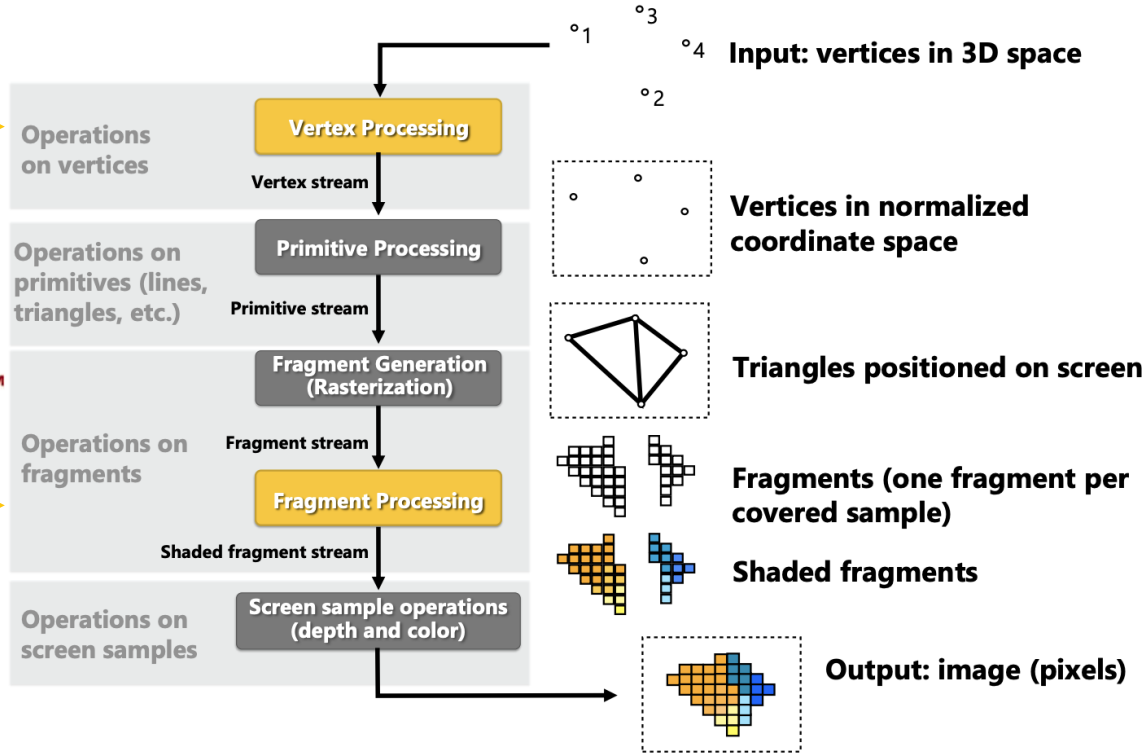 1
3
4
2
Input: vertices in 3D space
Operations
on vertices
Vertex Processing
Vertex stream
Vertices in normalized
coordinate space
Operations on
primitives (lines,
triangles, etc.)
Primitive Processing
Primitive stream
Triangles positioned on screen
Operations on
fragments
Fragment Generation
(Rasterization)
Fragment stream
Fragments (one fragment per
covered sample)
Fragment Processing
Shaded fragment stream
Shaded fragments
Operations on
screen samples
Screen sample operations
(depth and color)
Output: image (pixels)